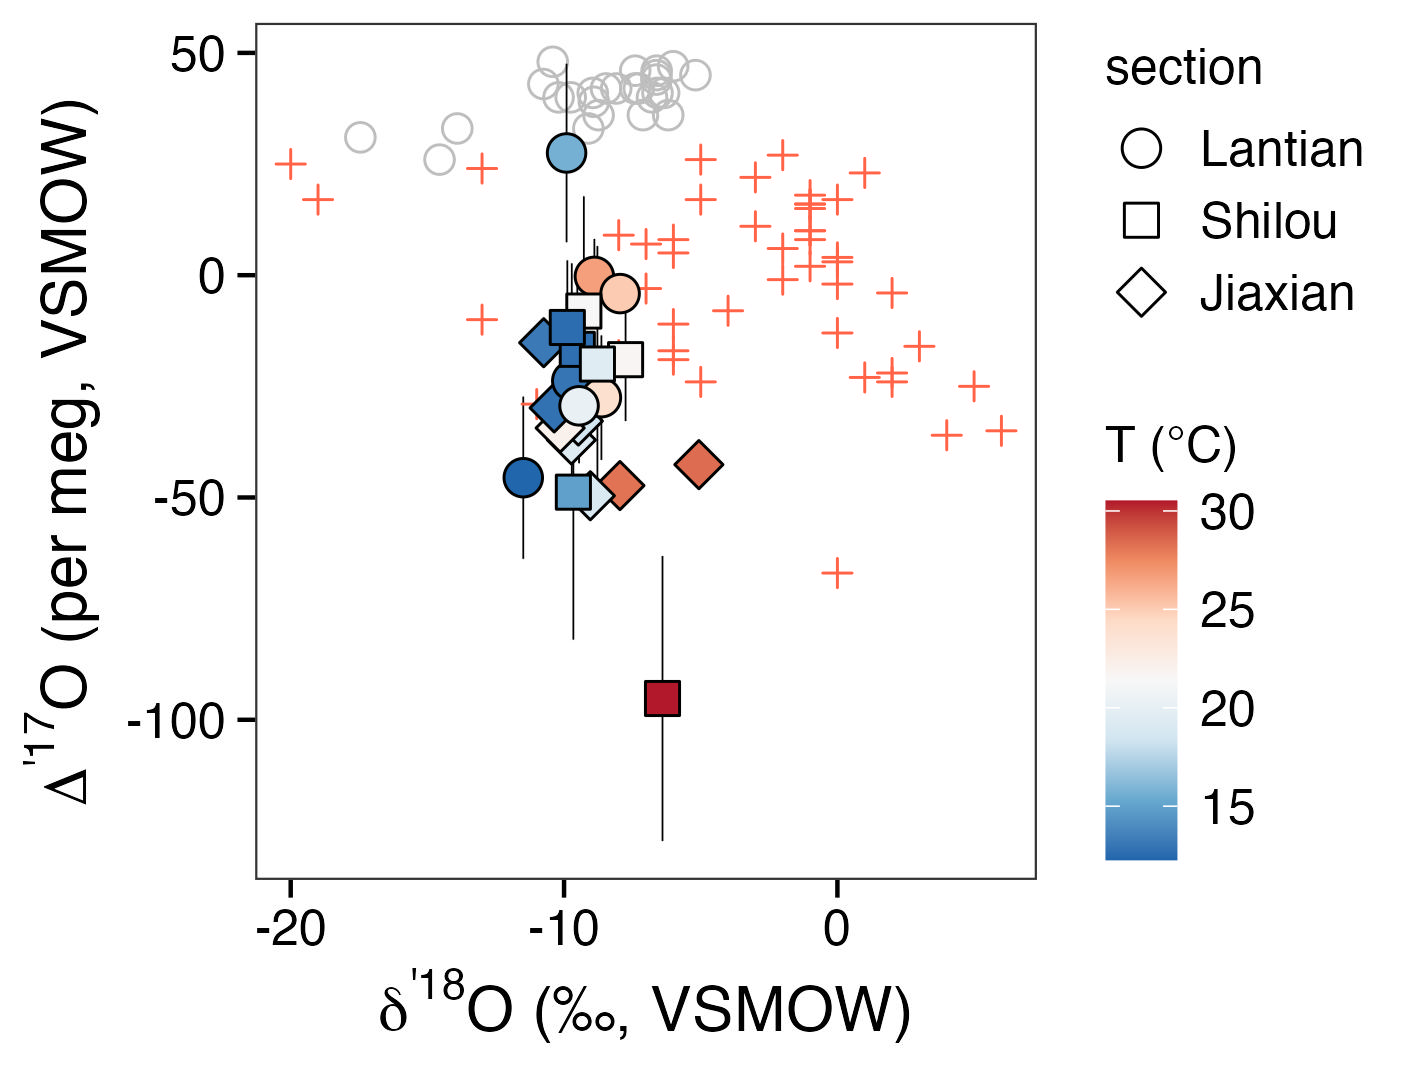 50
0
-50
-100
-20 -10 0
Δ'¹⁷O (per meg, VSMOW)
δ'¹⁸O (‰, VSMOW)
section
Lantian
Shilou
Jiaxian
T (°C)
30
25
20
15